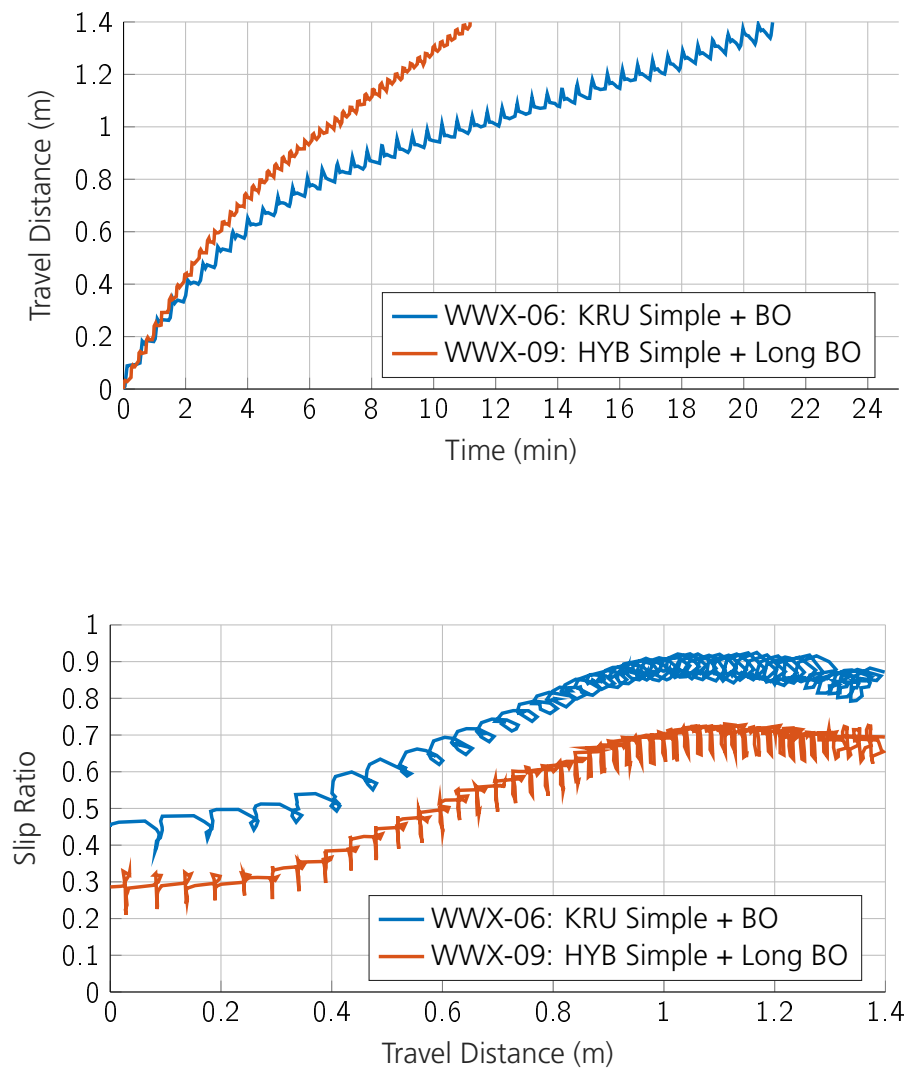 1.4
1.2
1
0.8
0.6
0.4
0.2
0
Travel Distance (m)
WWX-06: KRU Simple + BO
WWX-09: HYB Simple + Long BO
0 2 4 6 8 10 12 14 16 18 20 22 24
Time (min)
1
0.9
0.8
0.7
0.6
0.5
0.4
0.3
0.2
0.1
0
Slip Ratio
WWX-06: KRU Simple + BO
WWX-09: HYB Simple + Long BO
0 0.2 0.4 0.6 0.8 1 1.2 1.4
Travel Distance (m)